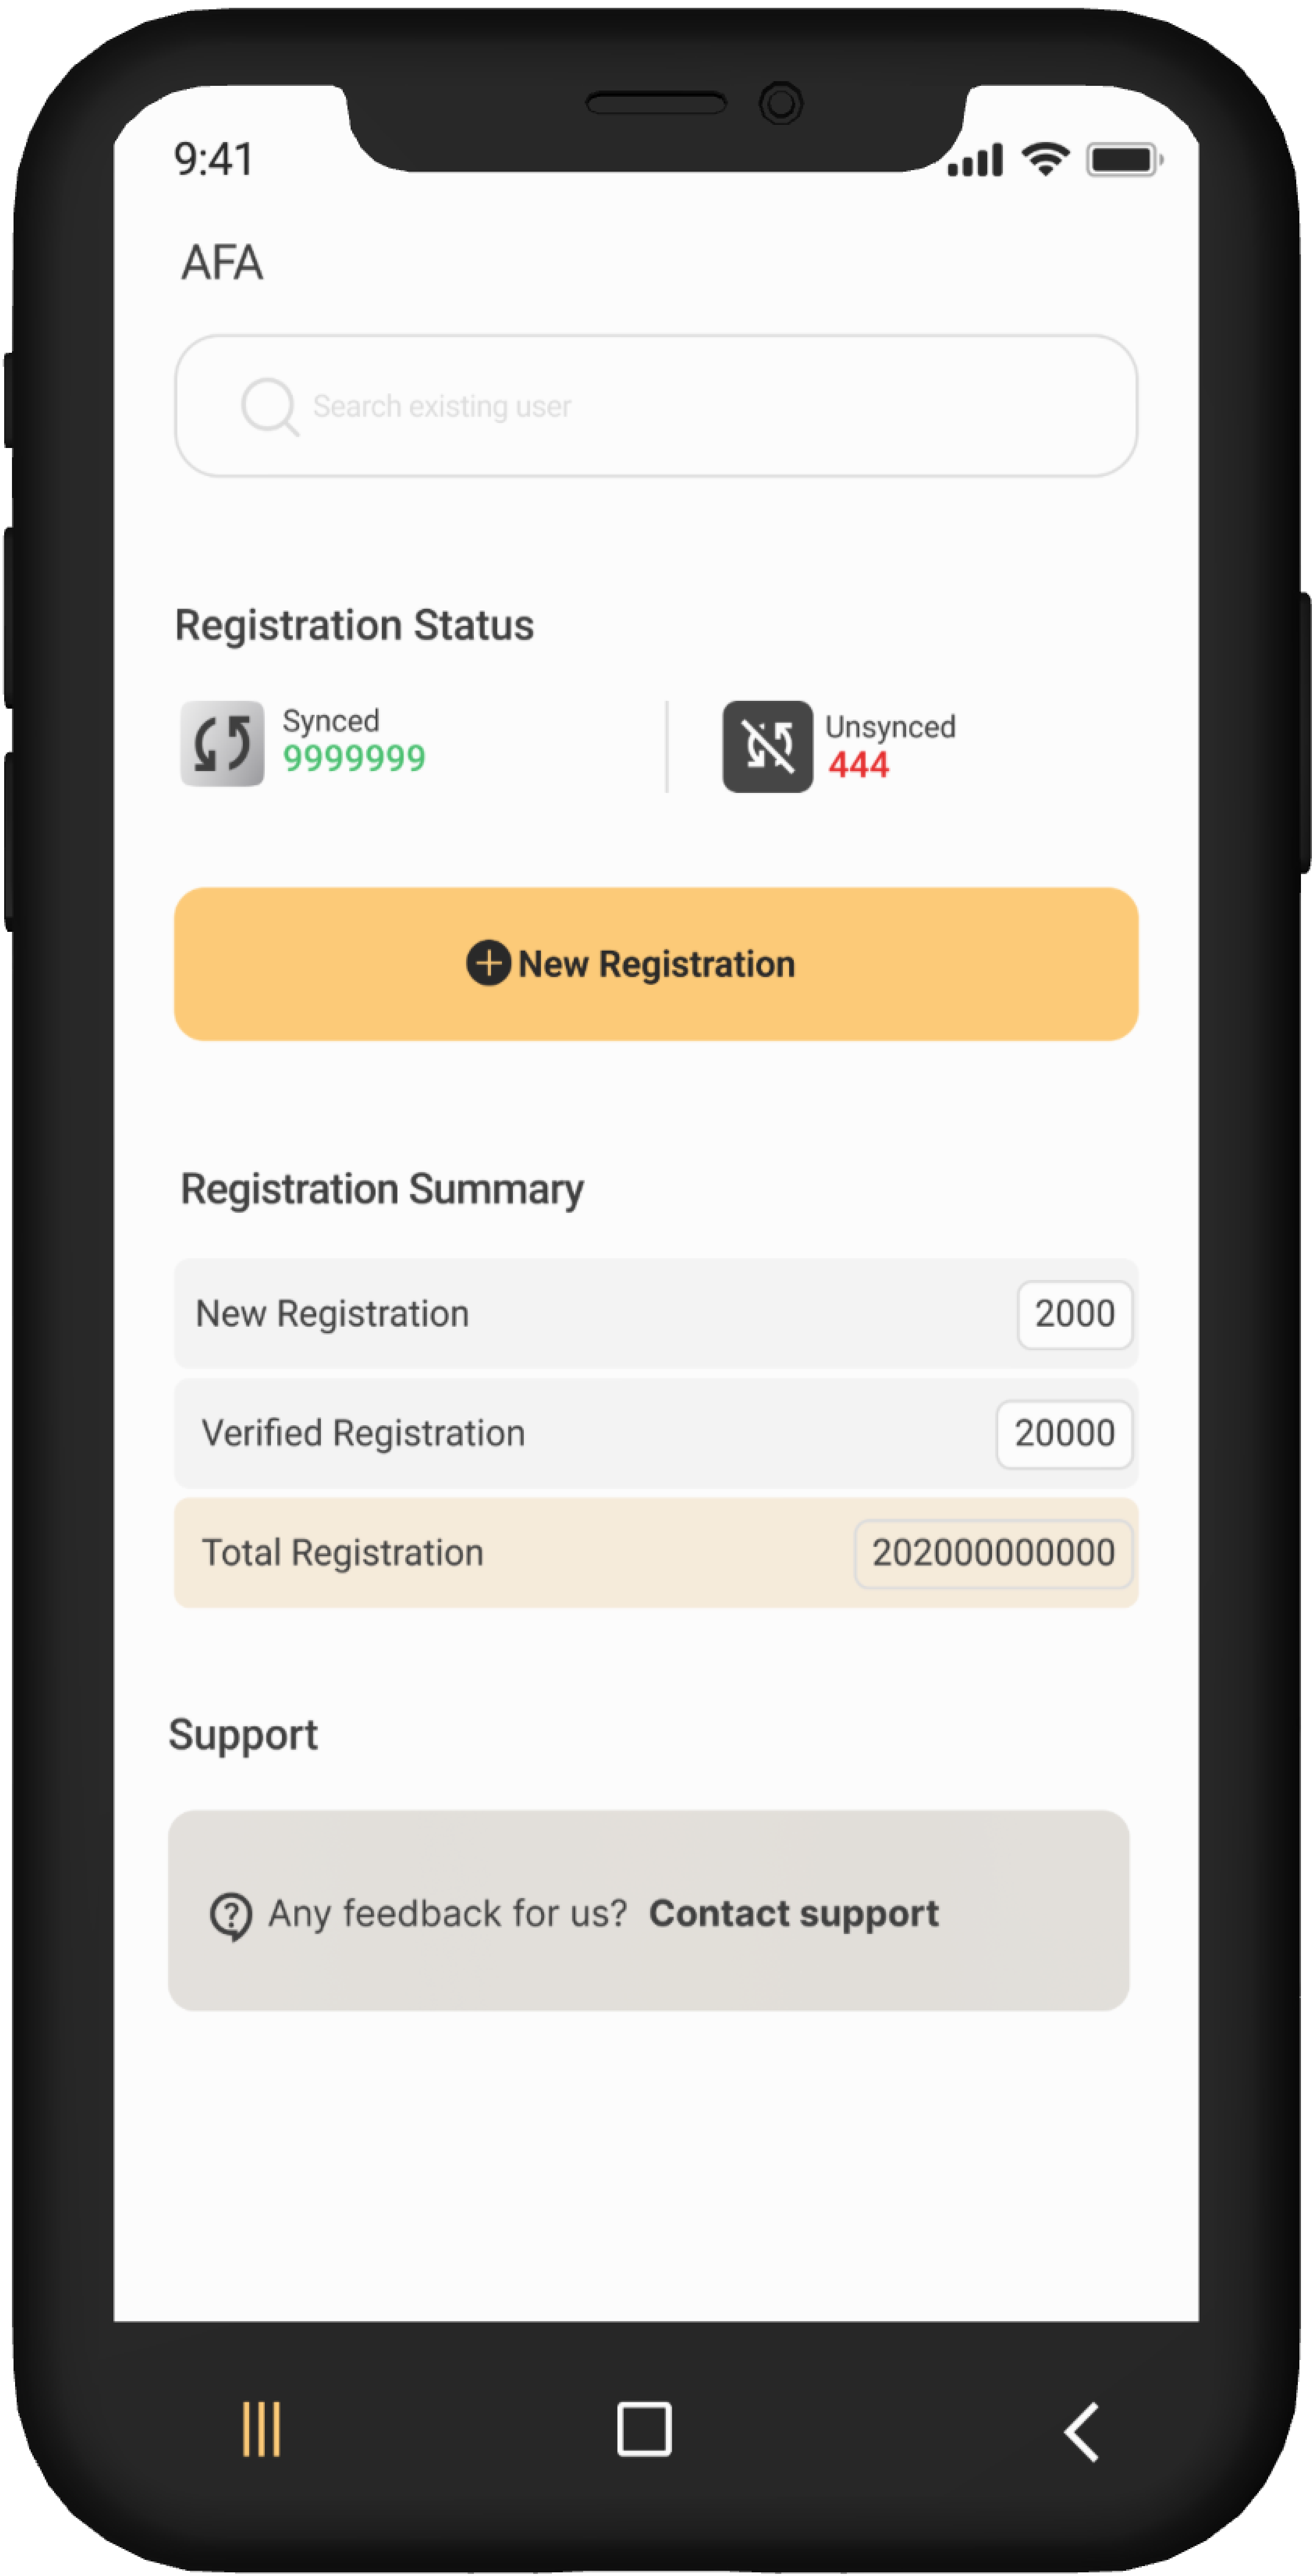 9:41
AFA
Search existing user
Registration Status
Synced
9999999
Unsynced
444
New Registration
Registration Summary
New Registration 2000
Verified Registration 20000
Total Registration 202000000000
Support
Any feedback for us? Contact support